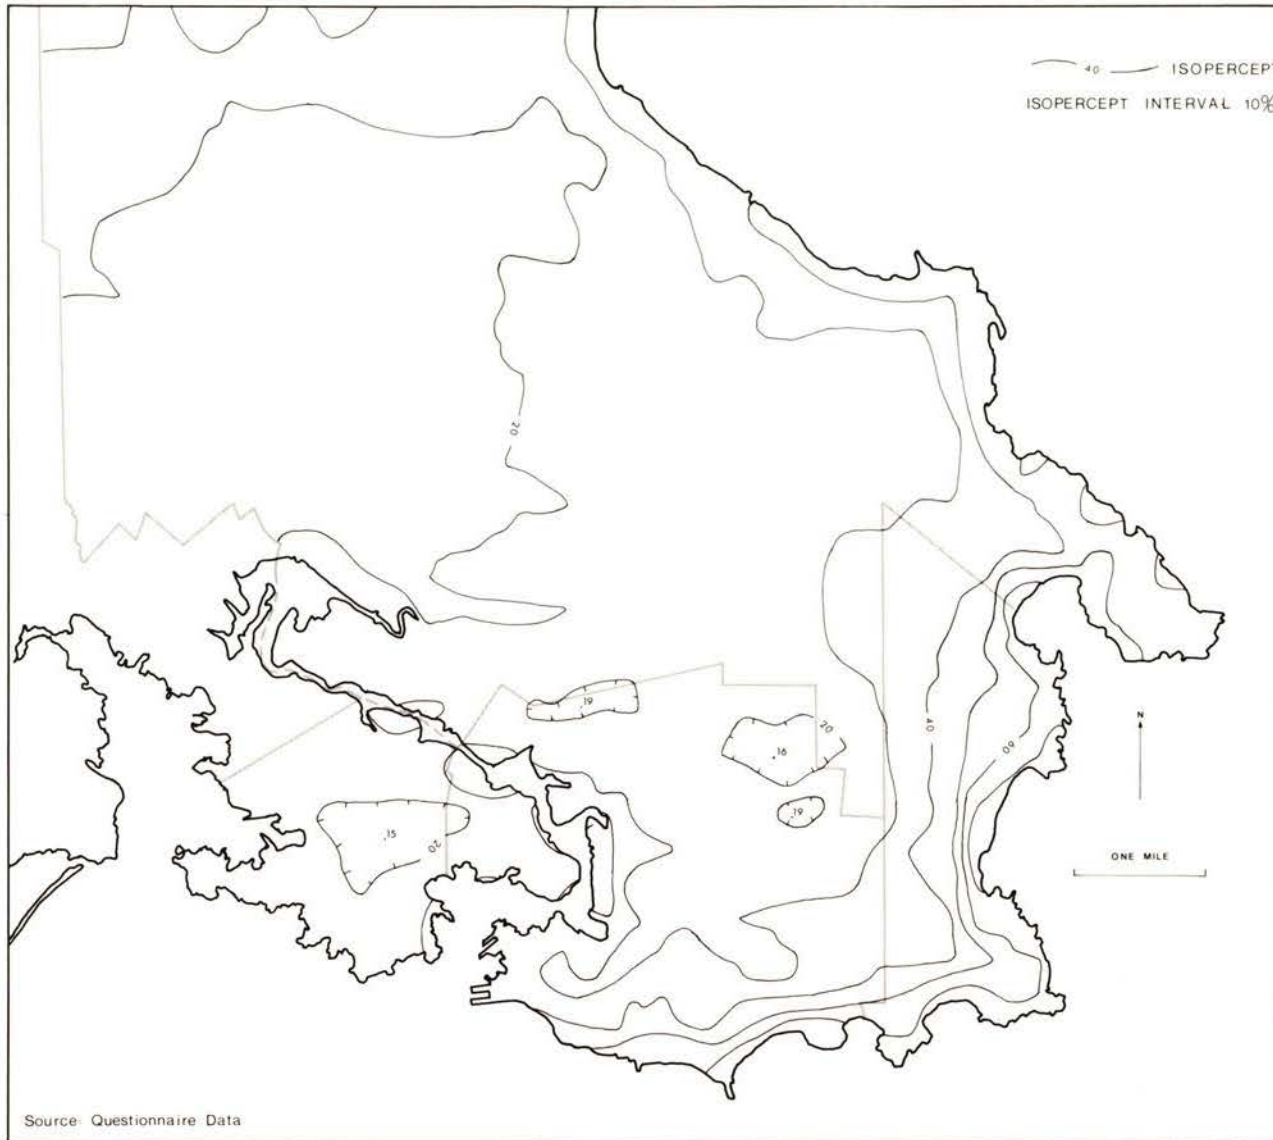 40 ISOPERCEPT
ISOPERCEPT INTERVAL 10%
20
19
20
16
40
60
19
15
20
N
ONE MILE
Source: Questionnaire Data